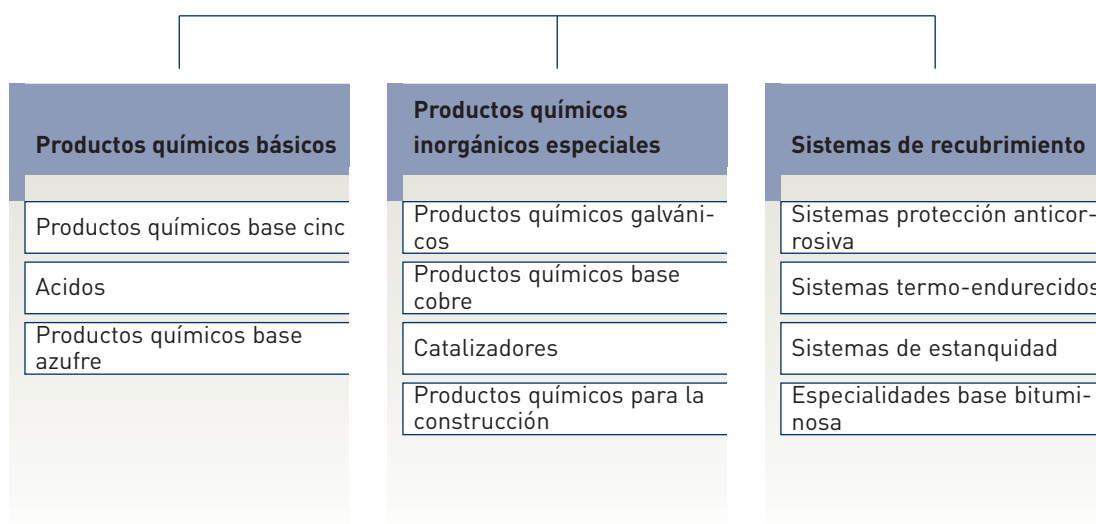 Productos químicos básicos
Productos químicos base cinc
Acidos
Productos químicos base
azufre
Productos químicos
inorgánicos especiales
Productos químicos galváni-
cos
Productos químicos base
cobre
Catalizadores
Productos químicos para la
construcción
Sistemas de recubrimiento
Sistemas protección anticor-
rosiva
Sistemas termo-endurecidos
Sistemas de estanquidad
Especialidades base bitumi-
nosa